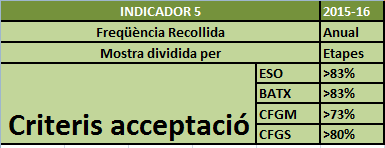 INDICADOR 5 2015-16
Freqüència Recollida Anual
Mostra dividida per Etapes
Criteris acceptació
ESO >83%
BATX >83%
CFGM >73%
CFGS >80%